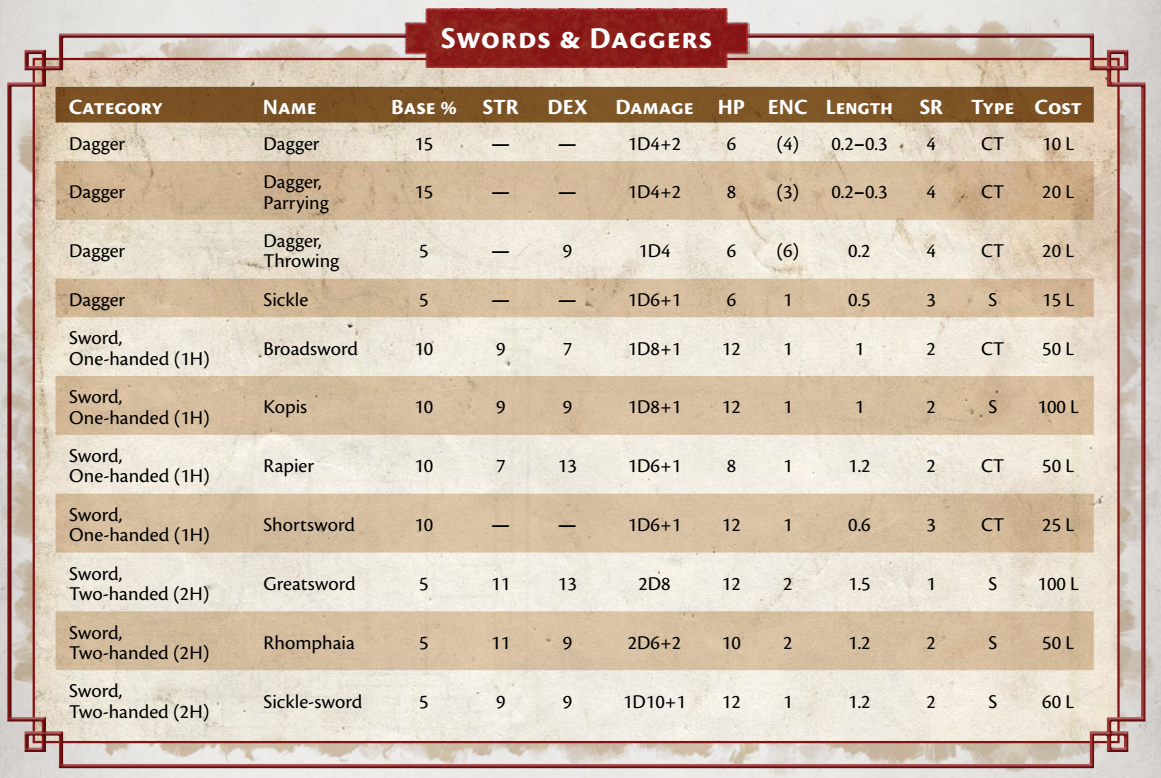 Swords & Daggers
Category Name Base % STR DEX Damage HP ENC Length SR Type Cost
Dagger Dagger 15 — — 1D4+2 6 (4) 0.2–0.3 4 CT 10 L
Dagger Dagger, Parrying 15 — — 1D4+2 8 (3) 0.2–0.3 4 CT 20 L
Dagger Dagger, Throwing 5 — 9 1D4 6 (6) 0.2 4 CT 20 L
Dagger Sickle 5 — — 1D6+1 6 1 0.5 3 S 15 L
Sword, One-handed (1H) Broadsword 10 9 7 1D8+1 12 1 1 2 CT 50 L
Sword, One-handed (1H) Kopis 10 9 9 1D8+1 12 1 1 2 S 100 L
Sword, One-handed (1H) Rapier 10 7 13 1D6+1 8 1 1.2 2 CT 50 L
Sword, One-handed (1H) Shortsword 10 — — 1D6+1 12 1 0.6 3 CT 25 L
Sword, Two-handed (2H) Greatsword 5 11 13 2D8 12 2 1.5 1 S 100 L
Sword, Two-handed (2H) Rhomphaia 5 11 9 2D6+2 10 2 1.2 2 S 50 L
Sword, Two-handed (2H) Sickle-sword 5 9 9 1D10+1 12 1 1.2 2 S 60 L